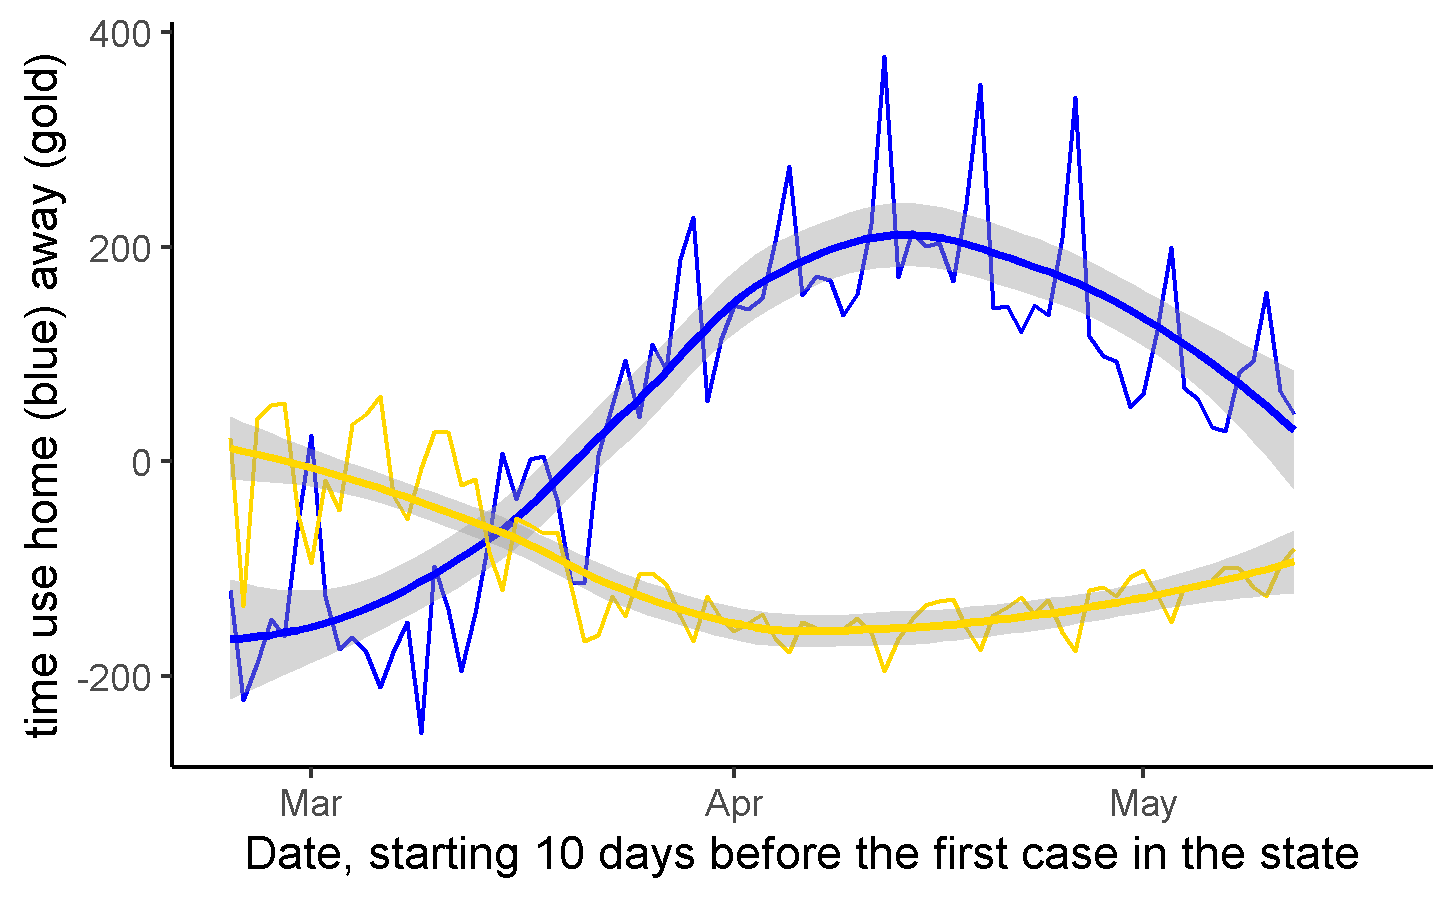 time use home (blue) away (gold)
400
200
0
-200
Mar
Apr
May
Date, starting 10 days before the first case in the state